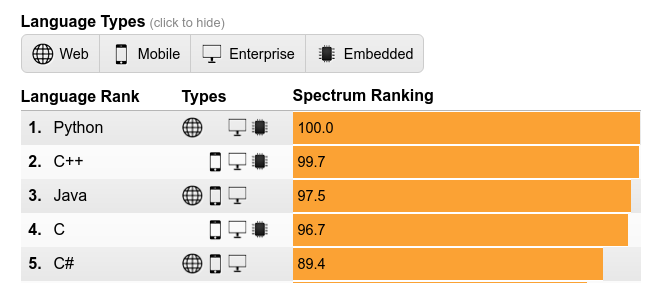 Language Types (click to hide)
Web Mobile Enterprise Embedded
Language Rank Types Spectrum Ranking
1. Python 100.0
2. C++ 99.7
3. Java 97.5
4. C 96.7
5. C# 89.4